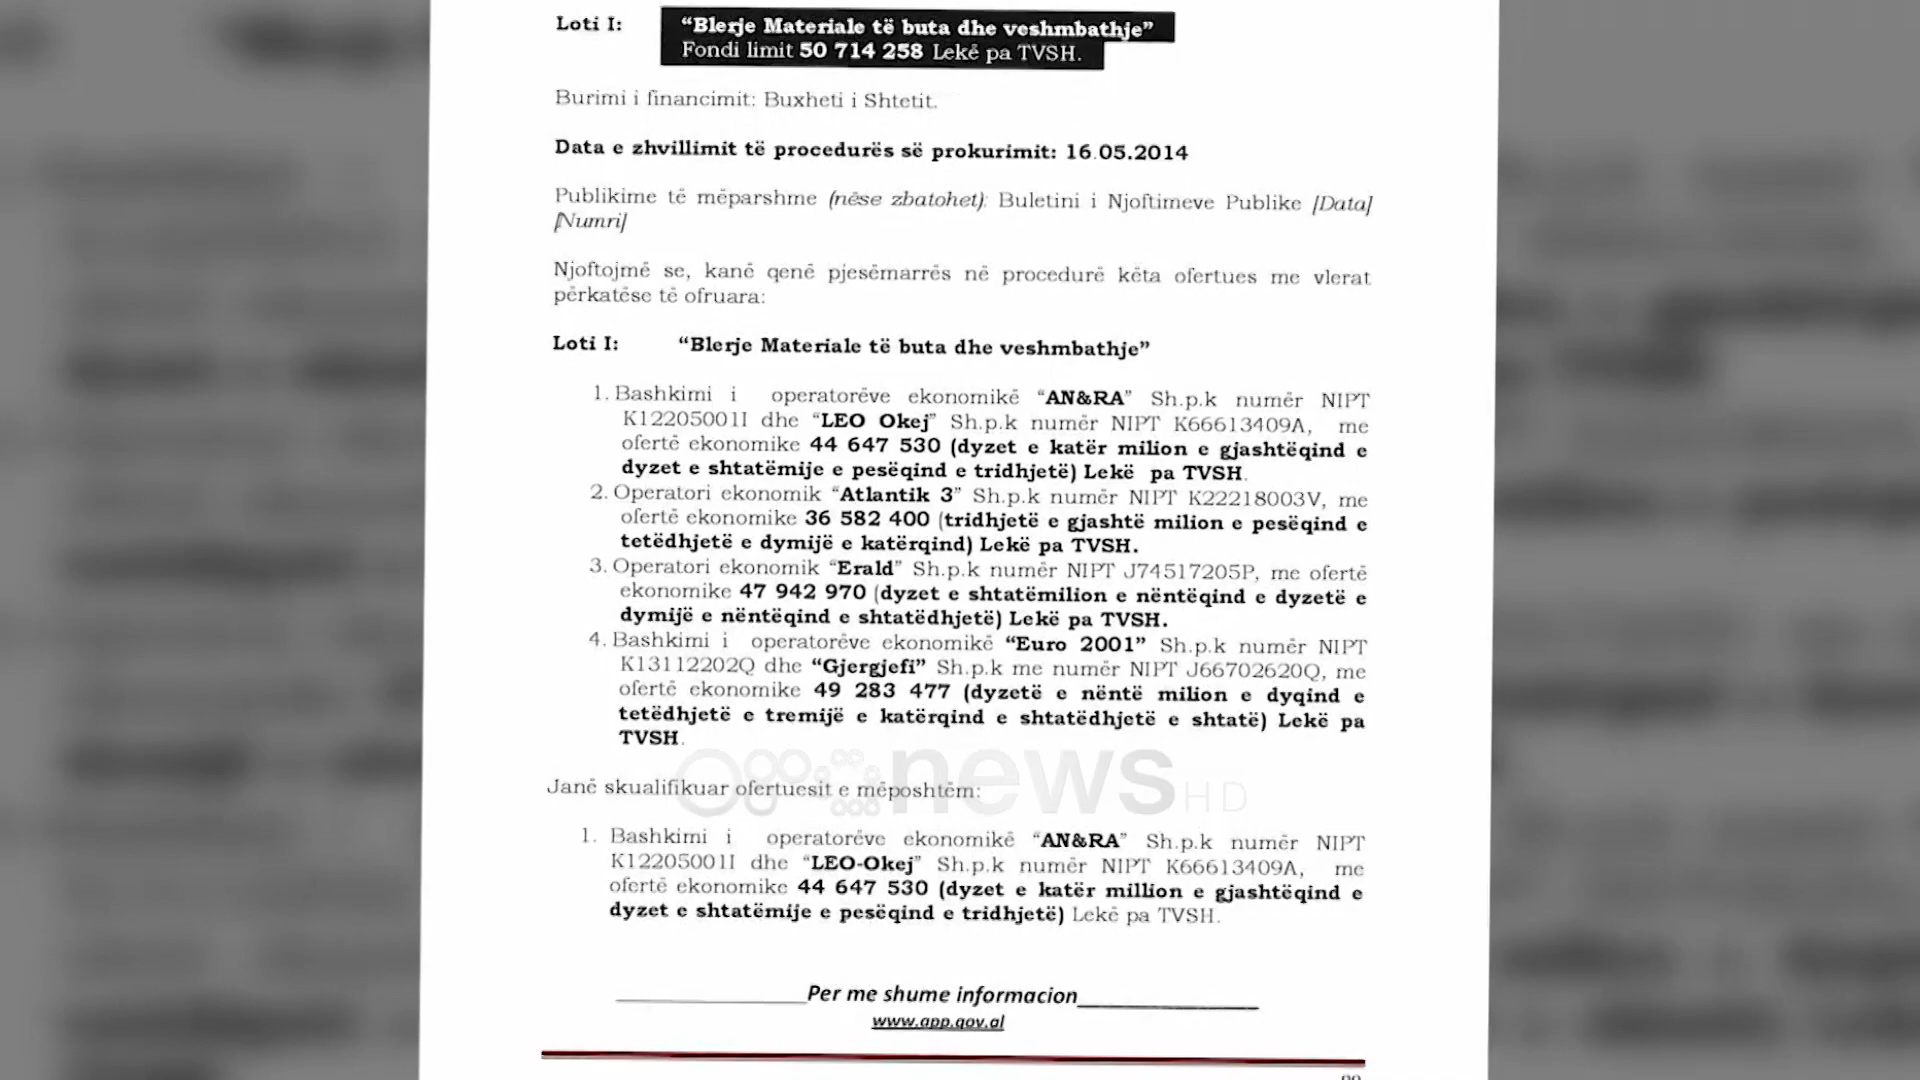 Loti I: “Blerje Materiale të buta dhe veshmbathje”
Fondi limit 50 714 258 Lekë pa TVSH.
Burimi i financimit: Buxheti i Shtetit.
Data e zhvillimit të procedurës së prokurimit: 16.05.2014
Publikime të mëparshme (nëse zbatohet): Buletini i Njoftimeve Publike [Data]
[Numri]
Njoftojmë se, kanë qenë pjesëmarrës në procedurë këta ofertues me vlerat
përkatëse të ofruara:
Loti I: “Blerje Materiale të buta dhe veshmbathje”
1. Bashkimi i operatorëve ekonomikë “AN&RA” Sh.p.k numër NIPT
K12205001I dhe “LEO Okej” Sh.p.k numër NIPT K66613409A, me
ofertë ekonomike 44 647 530 (dyzet e katër milion e gjashtëqind e
dyzet e shtatëmije e pesëqind e tridhjetë) Lekë pa TVSH.
2. Operatori ekonomik “Atlantik 3” Sh.p.k numër NIPT K22218003V, me
ofertë ekonomike 36 582 400 (tridhjetë e gjashtë milion e pesëqind e
tetëdhjetë e dymijë e katërqind) Lekë pa TVSH.
3. Operatori ekonomik “Erald” Sh.p.k numër NIPT J74517205P, me ofertë
ekonomike 47 942 970 (dyzet e shtatëmilion e nëntëqind e dyzetë e
dymijë e nëntëqind e shtatëdhjetë) Lekë pa TVSH.
4. Bashkimi i operatorëve ekonomikë “Euro 2001” Sh.p.k numër NIPT
K13112202Q dhe “Gjergjefi” Sh.p.k me numër NIPT J66702620Q, me
ofertë ekonomike 49 283 477 (dyzetë e nëntë milion e dyqind e
tetëdhjetë e tremijë e katërqind e shtatëdhjetë e shtatë) Lekë pa
TVSH.
news HD
Janë skualifikuar ofertuesit e mëposhtëm:
1. Bashkimi i operatorëve ekonomikë “AN&RA” Sh.p.k numër NIPT
K12205001I dhe “LEO-Okej” Sh.p.k numër NIPT K66613409A, me
ofertë ekonomike 44 647 530 (dyzet e katër million e gjashtëqind e
dyzet e shtatëmije e pesëqind e tridhjetë) Lekë pa TVSH.
Per me shume informacion
www.app.gov.al